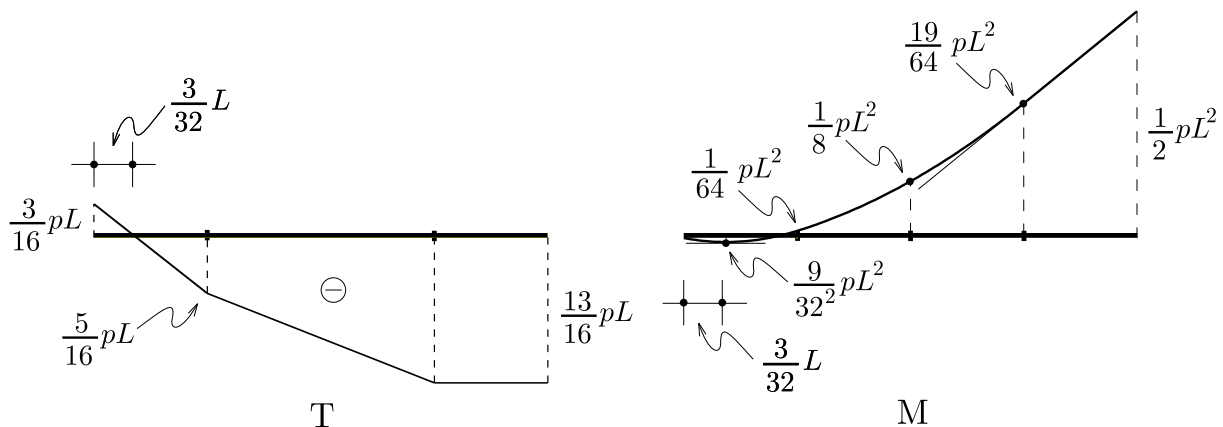 3/32 L
3/16 pL
5/16 pL
⊖
13/16 pL
T
19/64 pL²
1/8 pL²
1/64 pL²
1/2 pL²
9/32² pL²
3/32 L
M